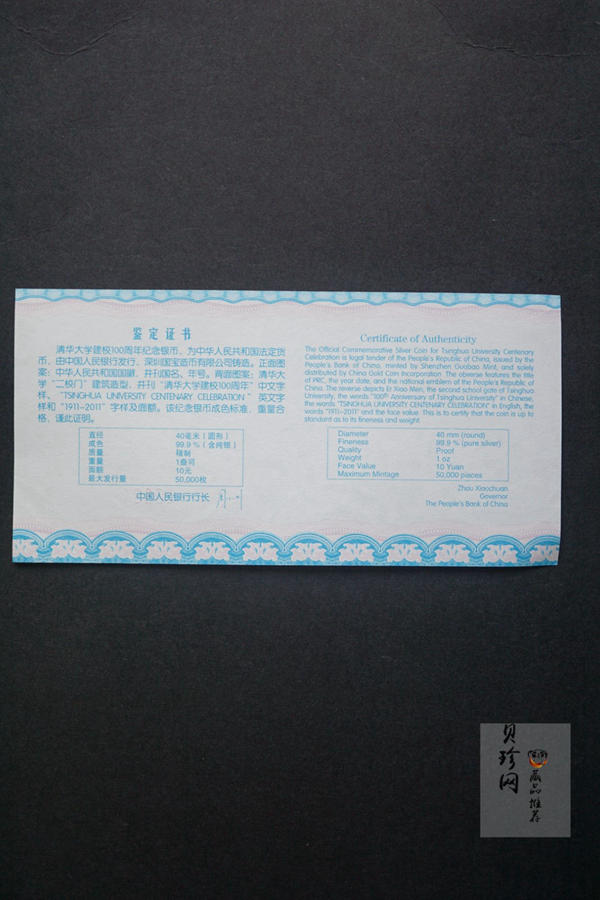 鉴定证书
清华大学建校100周年纪念银币，为中华人民共和国法定货
币，由中国人民银行发行，深圳国宝造币有限公司铸造。正面图
案：中华人民共和国国徽，并刊国名、年号。背面图案：清华大
学“二校门”建筑造型，并刊“清华大学建校100周年”中文字
样、“TSINGHUA UNIVERSITY CENTENARY CELEBRATION”英文字
样和“1911-2011”字样及面额。该纪念银币成色标准，重量合
格，谨此证明。
直径 40毫米（圆形）
成色 99.9％（含纯银）
质量 精制
重量 1盎司
面额 10元
最大发行量 50,000枚
中国人民银行行长
Certificate of Authenticity
The Official Commemorative Silver Coin for Tsinghua University Centenary
Celebration is legal tender of the People's Republic of China, issued by the
People's Bank of China, minted by Shenzhen Guobao Mint, and solely
distributed by China Gold Coin Incorporation. The obverse features the title
of PRC, the year date, and the national emblem of the People's Republic of
China. The reverse depicts Er Xiao Men, the second school gate of Tsinghua
University, the words "100th Anniversary of Tsinghua University" in Chinese,
the words "TSINGHUA UNIVERSITY CENTENARY CELEBRATION" in English, the
words "1911-2011" and the face value. This is to certify that the coin is up to
standard as to its fineness and weight.
Diameter 40 mm (round)
Fineness 99.9% (pure silver)
Quality Proof
Weight 1 oz
Face Value 10 Yuan
Maximum Mintage 50,000 pieces
Zhou Xiaochuan
Governor
The People's Bank of China
贝珍网
藏品推荐